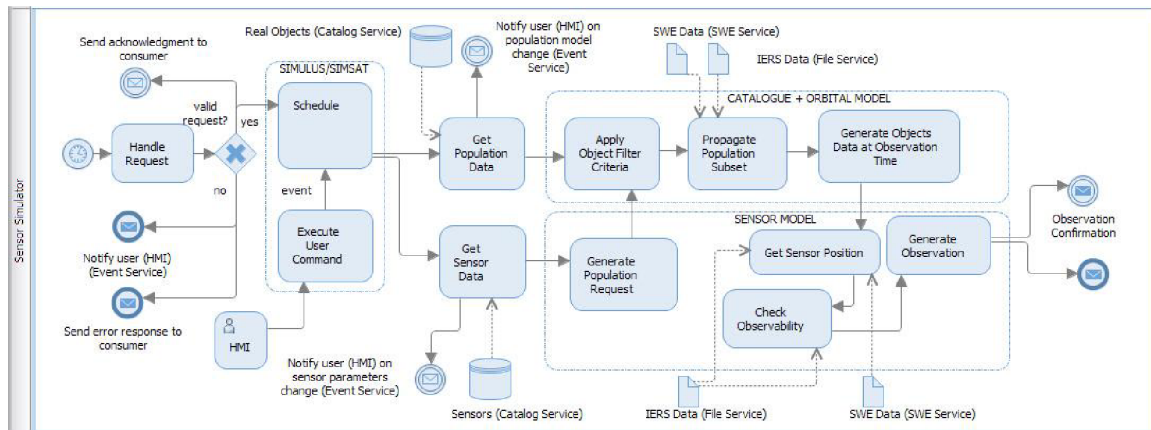 Sensor Simulator
Send acknowledgment to
consumer
valid
request?
yes
no
Handle
Request
Notify user (HMI)
(Event Service)
Send error response to
consumer
HMI
SIMULUS/SIMSAT
Schedule
event
Execute
User
Command
Real Objects (Catalog Service)
Notify user (HMI) on
population model
change (Event
Service)
Get
Population
Data
Get
Sensor
Data
Notify user (HMI) on
sensor parameters
change (Event Service)
Sensors (Catalog Service)
SWE Data (SWE Service)
IERS Data (File Service)
CATALOGUE + ORBITAL MODEL
Apply
Object Filter
Criteria
Propagate
Population
Subset
Generate Objects
Data at Observation
Time
SENSOR MODEL
Generate
Population
Request
Get Sensor Position
Check
Observability
Generate
Observation
Observation
Confirmation
IERS Data (File Service)
SWE Data (SWE Service)